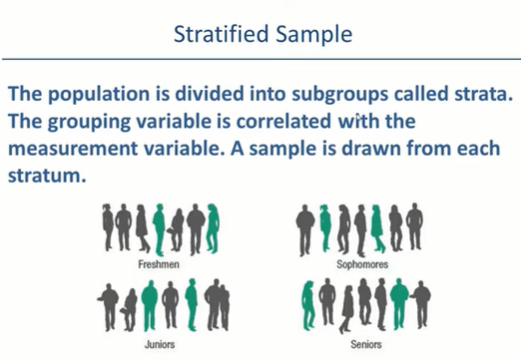 Stratified Sample
The population is divided into subgroups called strata.
The grouping variable is correlated with the
measurement variable. A sample is drawn from each
stratum.
Freshmen
Sophomores
Juniors
Seniors